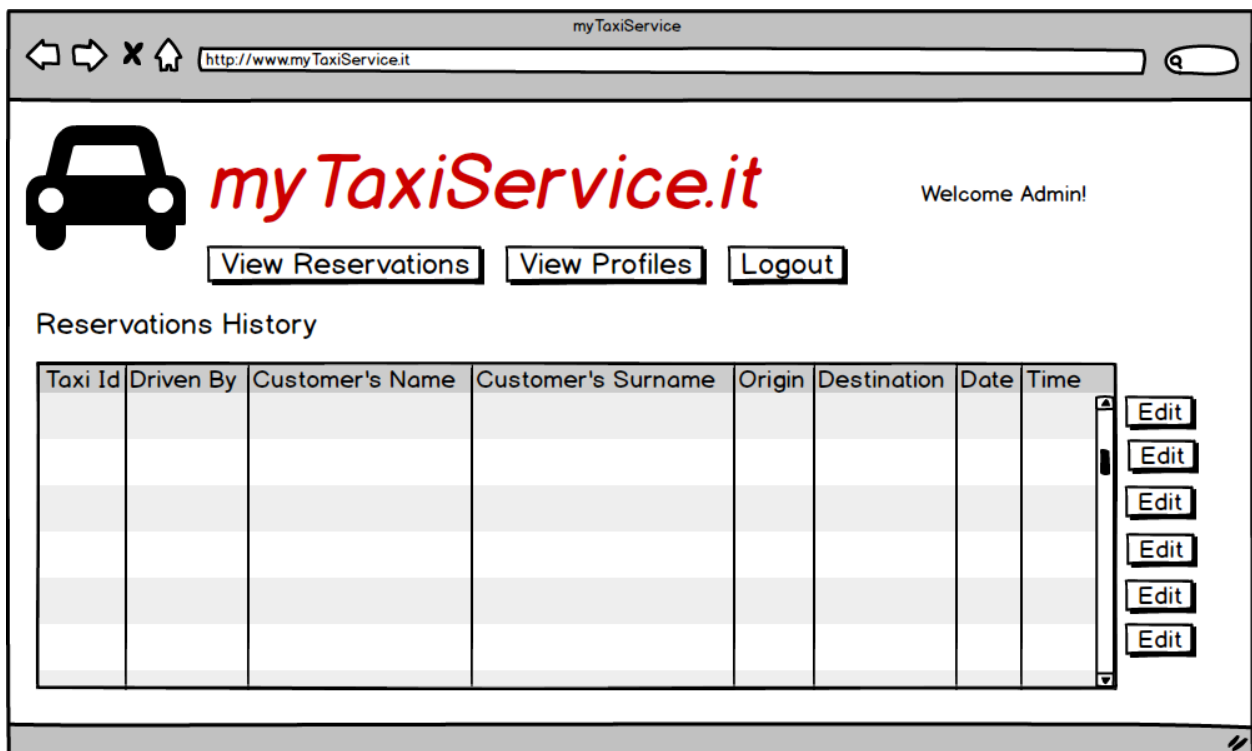 myTaxiService
http://www.myTaxiService.it
myTaxiService.it
Welcome Admin!
View Reservations View Profiles Logout
Reservations History
Taxi Id Driven By Customer's Name Customer's Surname Origin Destination Date Time
Edit
Edit
Edit
Edit
Edit
Edit